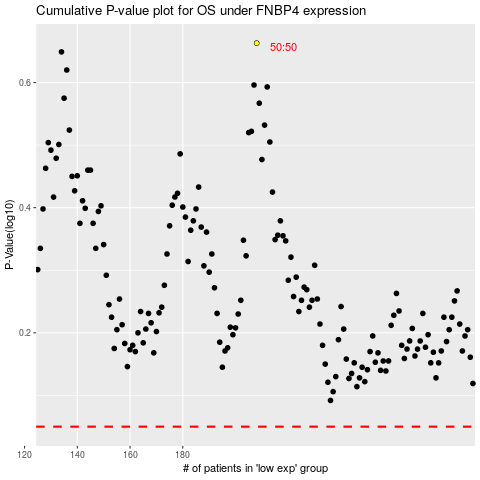 Cumulative P-value plot for OS under FNBP4 expression
50:50
0.6
0.4
0.2
P-Value(log10)
120 140 160 180
# of patients in 'low exp' group